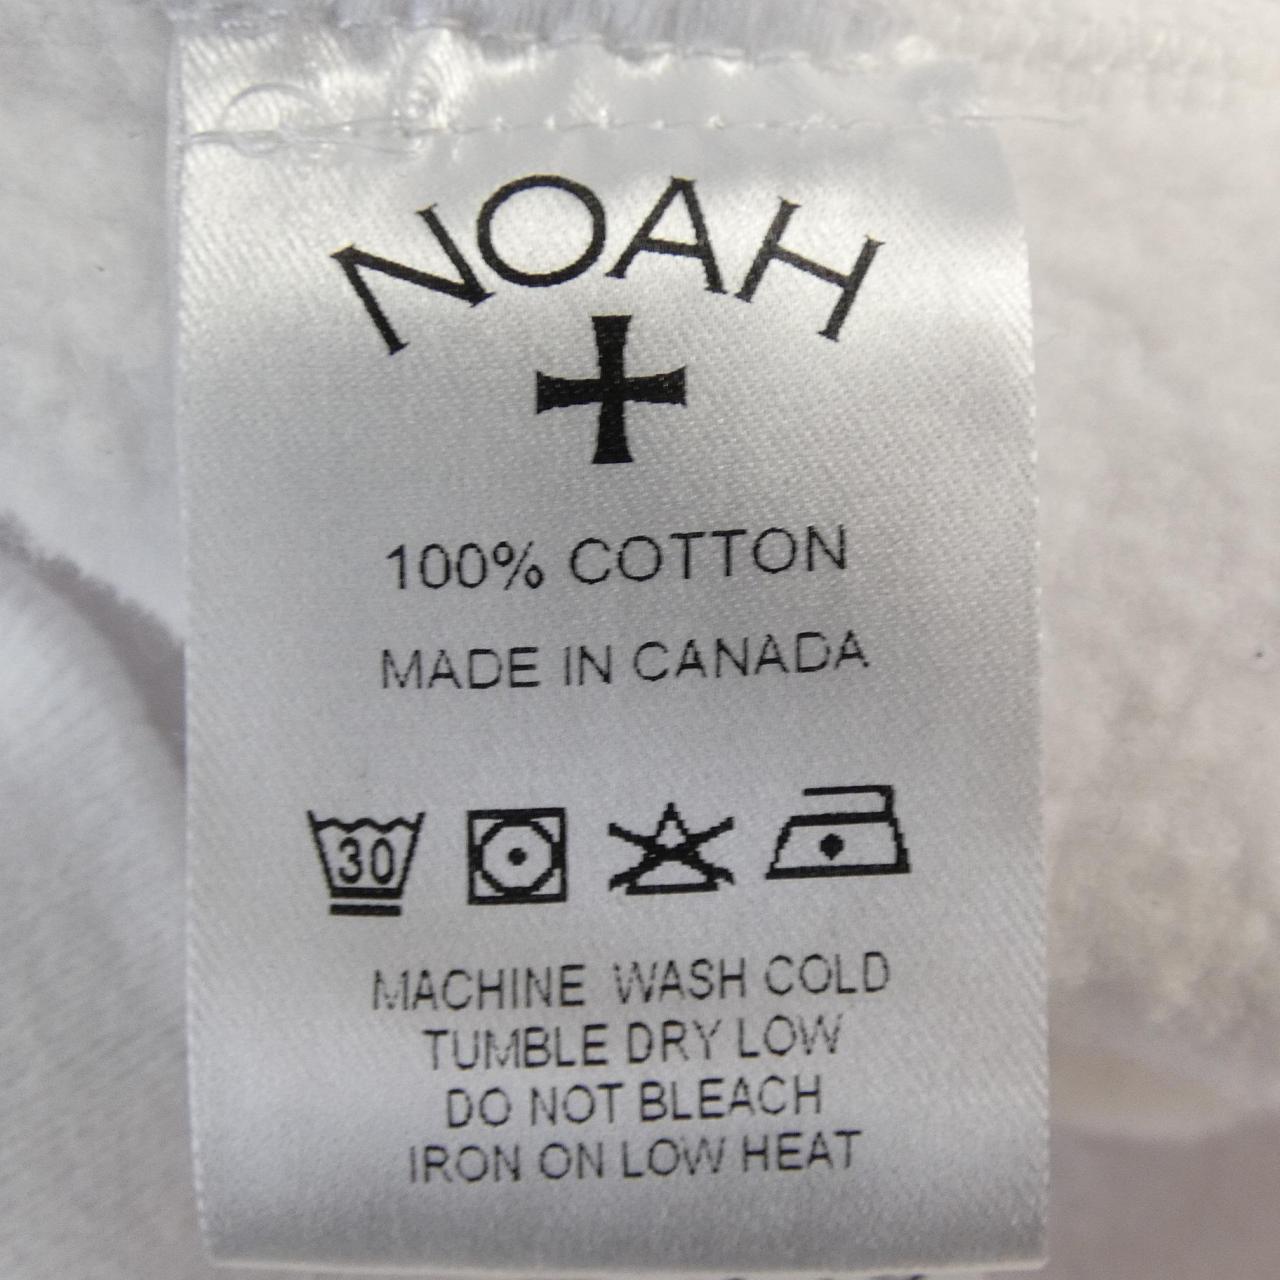 NOAH
100% COTTON
MADE IN CANADA
30
MACHINE WASH COLD
TUMBLE DRY LOW
DO NOT BLEACH
IRON ON LOW HEAT